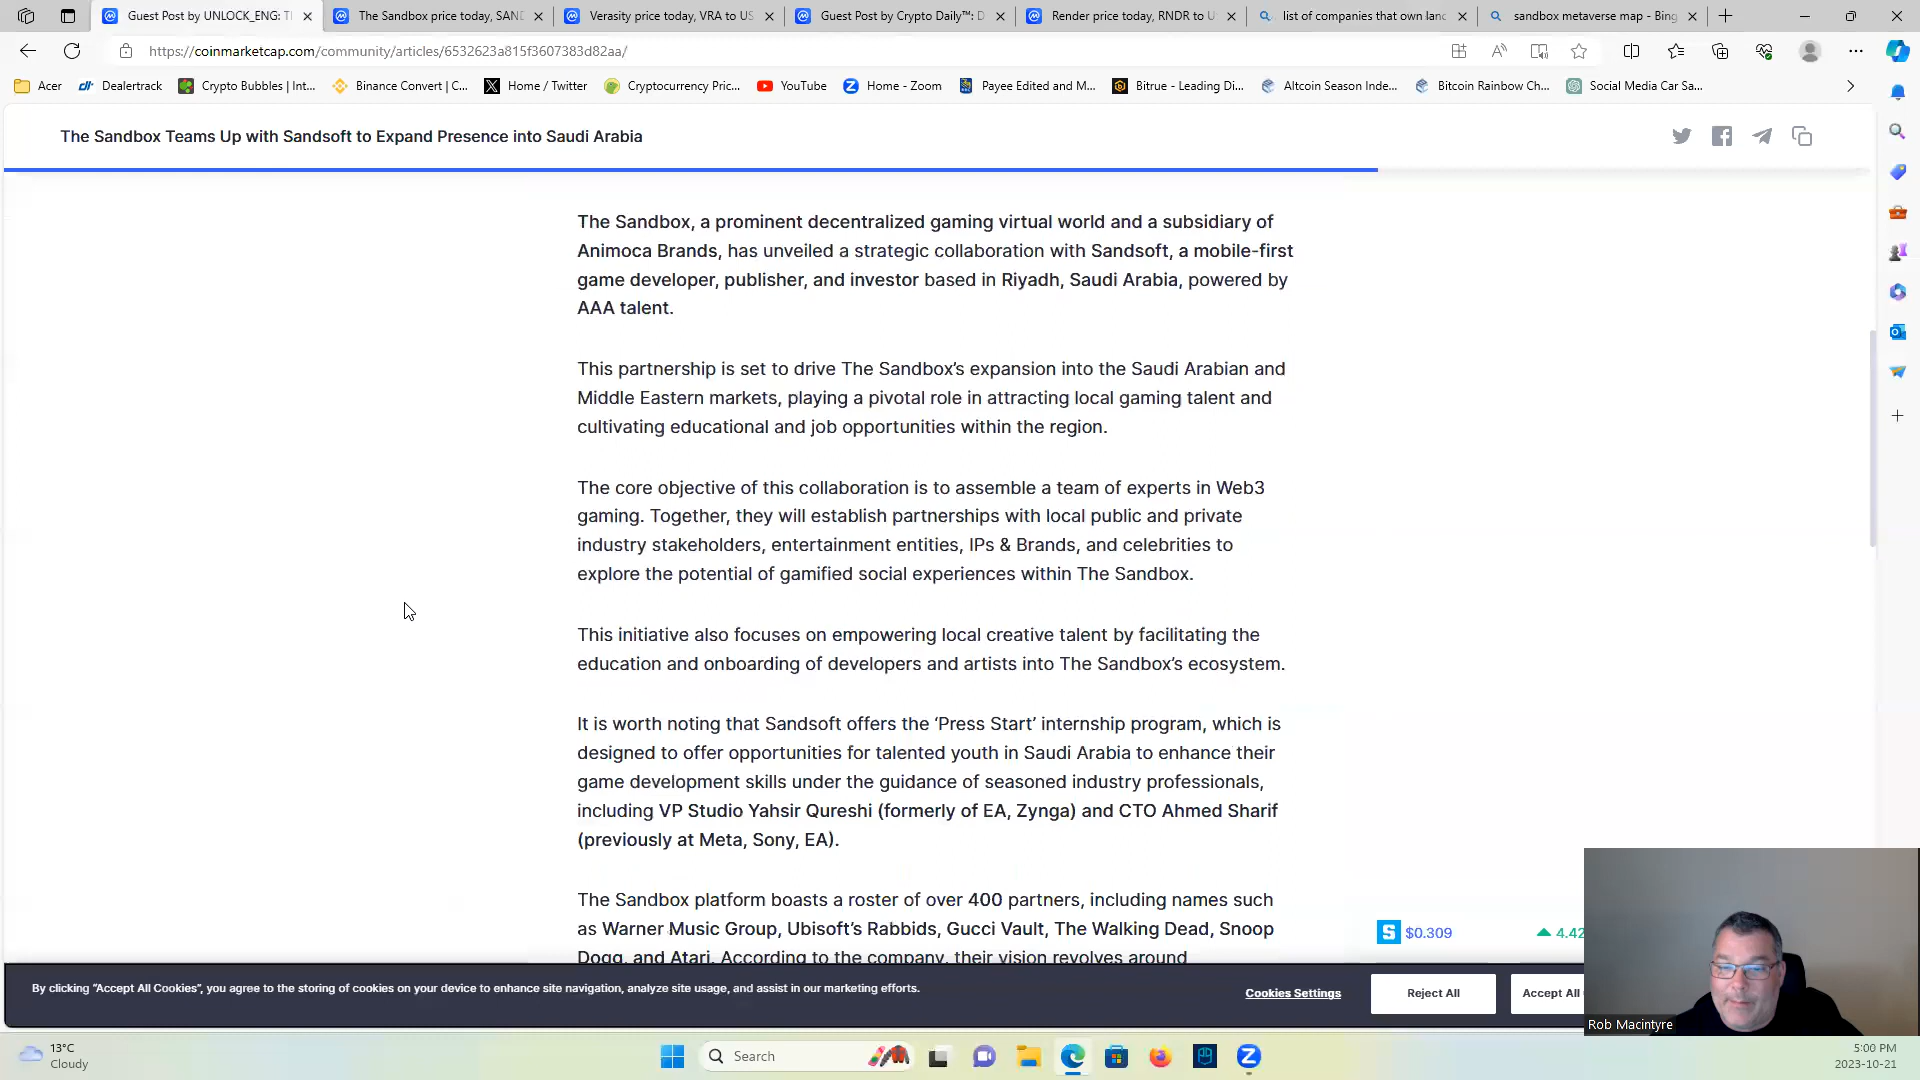 Guest Post by UNLOCK_ENG: Th
The Sandbox price today, SAND
Verasity price today, VRA to US
Guest Post by Crypto Daily™: D
Render price today, RNDR to U
list of companies that own land
sandbox metaverse map - Bing
https://coinmarketcap.com/community/articles/6532623a815f3607383d82aa/
Acer
Dealertrack
Crypto Bubbles | Int...
Binance Convert | C...
Home / Twitter
Cryptocurrency Pric...
YouTube
Home - Zoom
Payee Edited and M...
Bitrue - Leading Di...
Altcoin Season Inde...
Bitcoin Rainbow Ch...
Social Media Car Sa...
The Sandbox Teams Up with Sandsoft to Expand Presence into Saudi Arabia
The Sandbox, a prominent decentralized gaming virtual world and a subsidiary of
Animoca Brands, has unveiled a strategic collaboration with Sandsoft, a mobile-first
game developer, publisher, and investor based in Riyadh, Saudi Arabia, powered by
AAA talent.
This partnership is set to drive The Sandbox’s expansion into the Saudi Arabian and
Middle Eastern markets, playing a pivotal role in attracting local gaming talent and
cultivating educational and job opportunities within the region.
The core objective of this collaboration is to assemble a team of experts in Web3
gaming. Together, they will establish partnerships with local public and private
industry stakeholders, entertainment entities, IPs & Brands, and celebrities to
explore the potential of gamified social experiences within The Sandbox.
This initiative also focuses on empowering local creative talent by facilitating the
education and onboarding of developers and artists into The Sandbox’s ecosystem.
It is worth noting that Sandsoft offers the ‘Press Start’ internship program, which is
designed to offer opportunities for talented youth in Saudi Arabia to enhance their
game development skills under the guidance of seasoned industry professionals,
including VP Studio Yahsir Qureshi (formerly of EA, Zynga) and CTO Ahmed Sharif
(previously at Meta, Sony, EA).
The Sandbox platform boasts a roster of over 400 partners, including names such
as Warner Music Group, Ubisoft’s Rabbids, Gucci Vault, The Walking Dead, Snoop
Dogg, and Atari. According to the company, their vision revolves around
$0.309
4.42
By clicking “Accept All Cookies”, you agree to the storing of cookies on your device to enhance site navigation, analyze site usage, and assist in our marketing efforts.
Cookies Settings
Reject All
Accept All
Rob Macintyre
13°C
Cloudy
Search
5:00 PM
2023-10-21